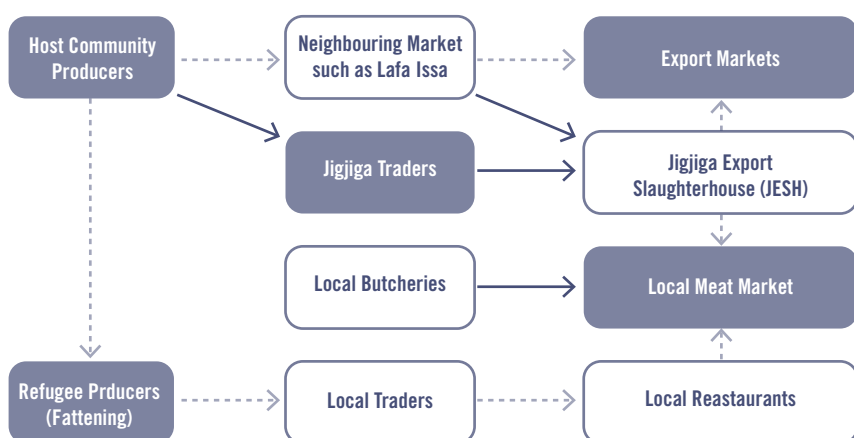 Host Community
Producers
Neighbouring Market
such as Lafa Issa
Export Markets
Jigjiga Traders
Jigjiga Export
Slaughterhouse (JESH)
Local Butcheries
Local Meat Market
Refugee Prducers
(Fattening)
Local Traders
Local Reastaurants